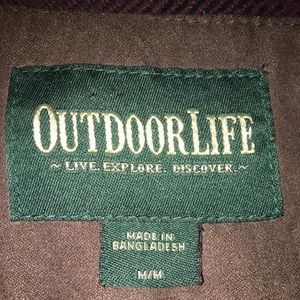 OUTDOORLIFE
~ LIVE. EXPLORE. DISCOVER. ~
MADE IN
BANGLADESH
M/M